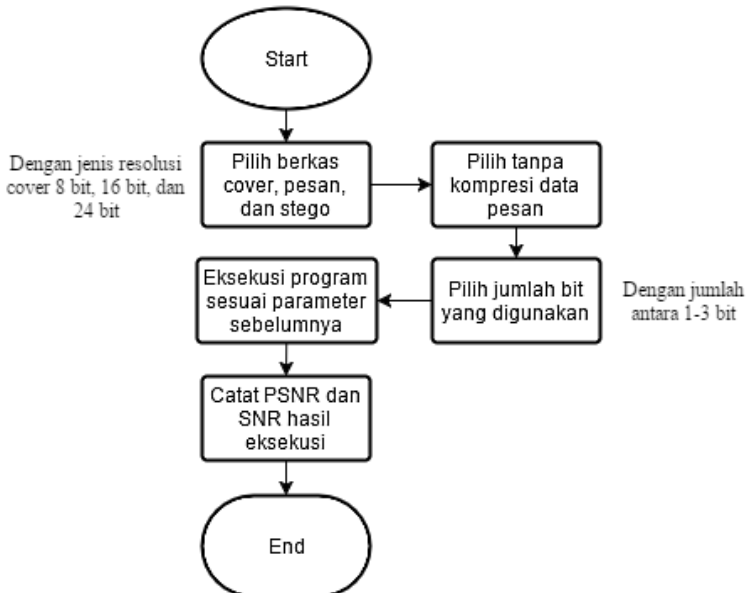 Start
Dengan jenis resolusi
cover 8 bit, 16 bit, dan
24 bit
Pilih berkas
cover, pesan,
dan stego
Pilih tanpa
kompresi data
pesan
Eksekusi program
sesuai parameter
sebelumnya
Pilih jumlah bit
yang digunakan
Dengan jumlah
antara 1-3 bit
Catat PSNR dan
SNR hasil
eksekusi
End